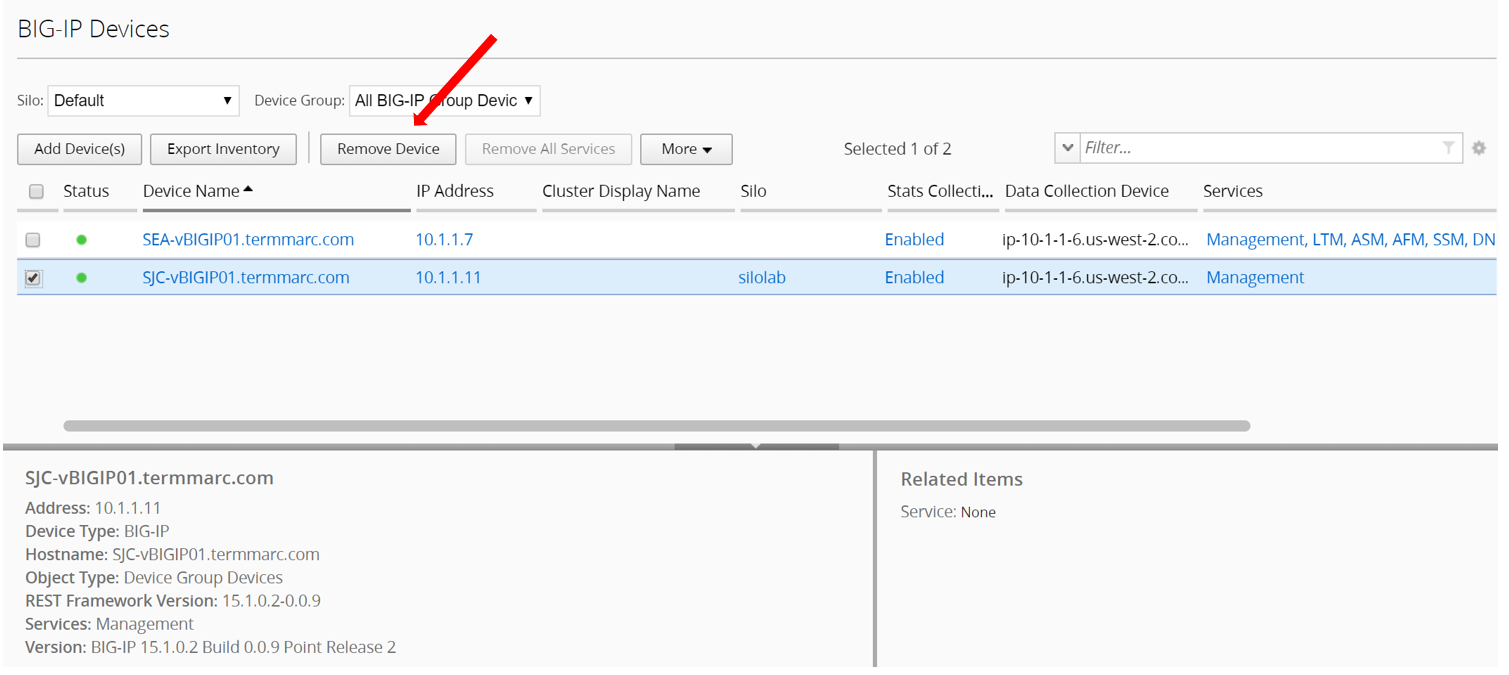 BIG-IP Devices
Silo: Default Device Group: All BIG-IP Group Devic
Add Device(s) Export Inventory Remove Device Remove All Services More Selected 1 of 2 Filter...
Status Device Name IP Address Cluster Display Name Silo Stats Collecti... Data Collection Device Services
SEA-vBIGIP01.termmarc.com 10.1.1.7 Enabled ip-10-1-1-6.us-west-2.co... Management, LTM, ASM, AFM, SSM, DN
SJC-vBIGIP01.termmarc.com 10.1.1.11 silolab Enabled ip-10-1-1-6.us-west-2.co... Management
SJC-vBIGIP01.termmarc.com
Address: 10.1.1.11
Device Type: BIG-IP
Hostname: SJC-vBIGIP01.termmarc.com
Object Type: Device Group Devices
REST Framework Version: 15.1.0.2-0.0.9
Services: Management
Version: BIG-IP 15.1.0.2 Build 0.0.9 Point Release 2
Related Items
Service: None